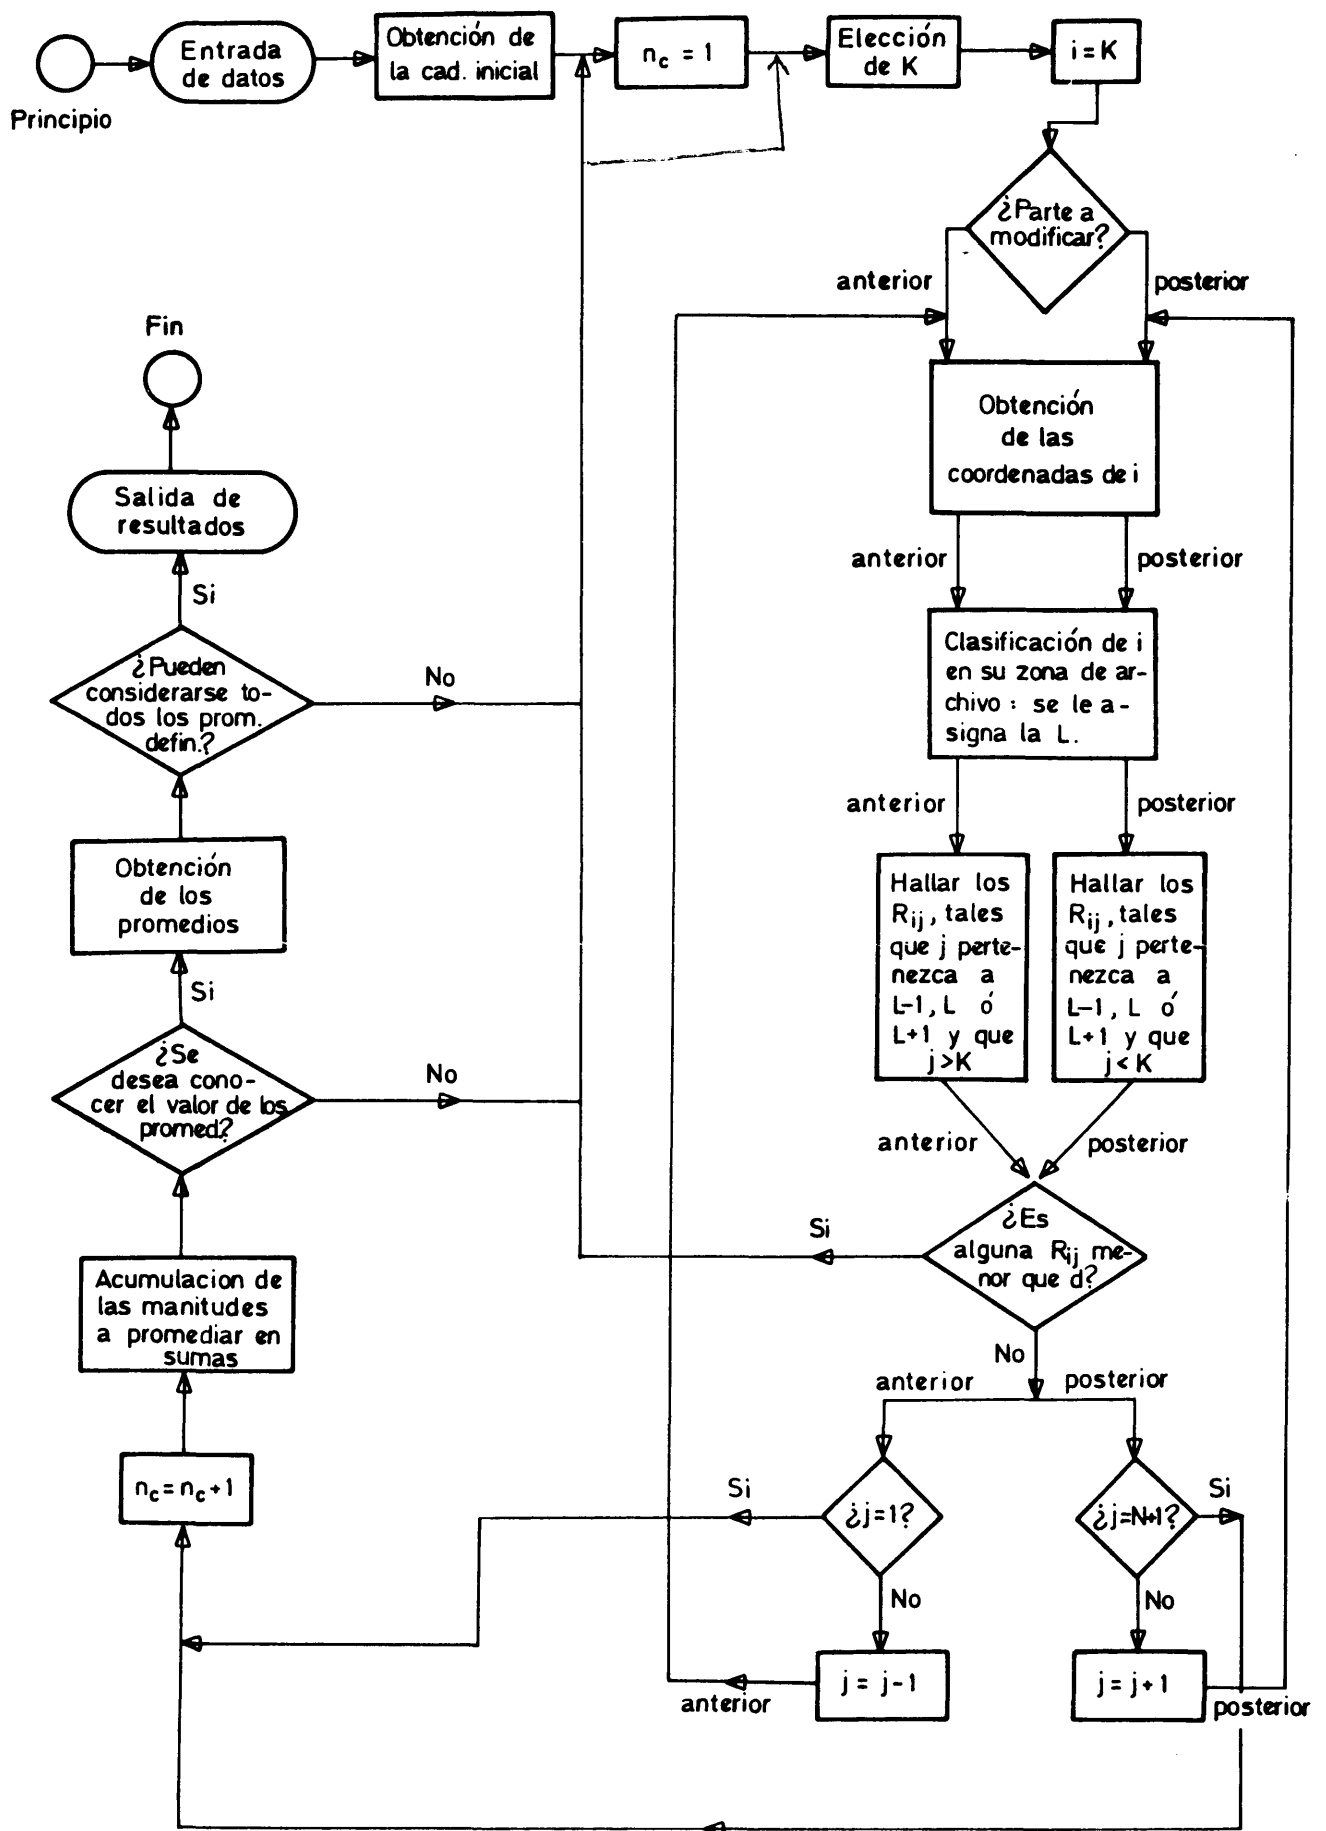 Principio
Entrada
de datos
Obtención de
la cad. inicial
n_c = 1
Elección
de K
i = K
¿Parte a
modificar?
anterior
posterior
Obtención
de las
coordenadas de i
anterior
posterior
Clasificación de i
en su zona de ar-
chivo : se le a-
signa la L.
anterior
posterior
Hallar los
R_ij, tales
que j perte-
nezca a
L-1, L ó
L+1 y que
j>K
Hallar los
R_ij, tales
que j perte-
nezca a
L-1, L ó
L+1 y que
j<K
anterior
posterior
¿Es
alguna R_ij me-
nor que d?
Si
No
anterior
posterior
¿j=1?
Si
No
¿j=N+1?
Si
No
j = j-1
anterior
j = j+1
posterior
n_c = n_c + 1
Acumulacion de
las manitudes
a promediar en
sumas
¿Se
desea cono-
cer el valor de los
promed.?
No
Si
Obtención
de los
promedios
¿Pueden
considerarse to-
dos los prom.
defin.?
No
Si
Salida de
resultados
Fin